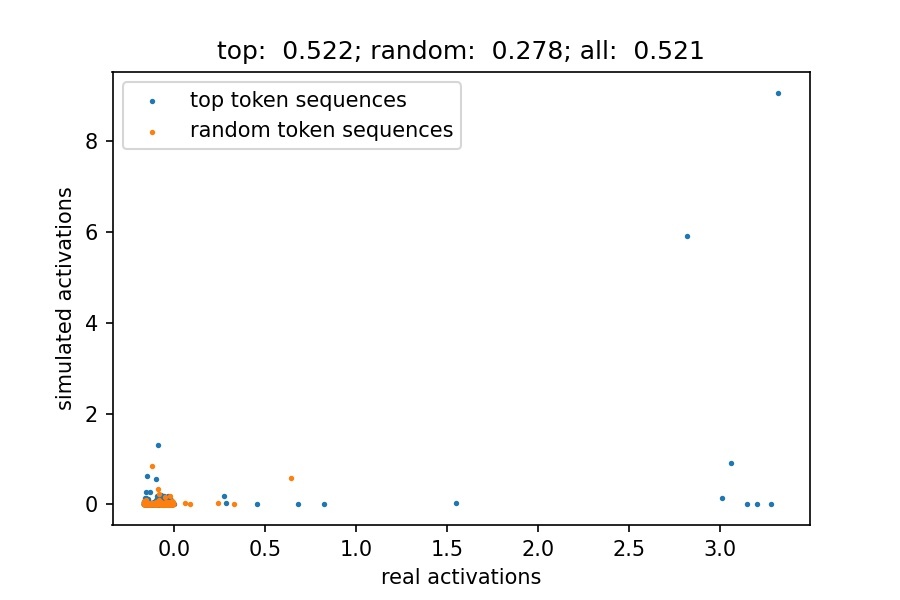 top:  0.522; random:  0.278; all:  0.521
top token sequences
random token sequences
8
6
4
2
0
simulated activations
0.0 0.5 1.0 1.5 2.0 2.5 3.0
real activations